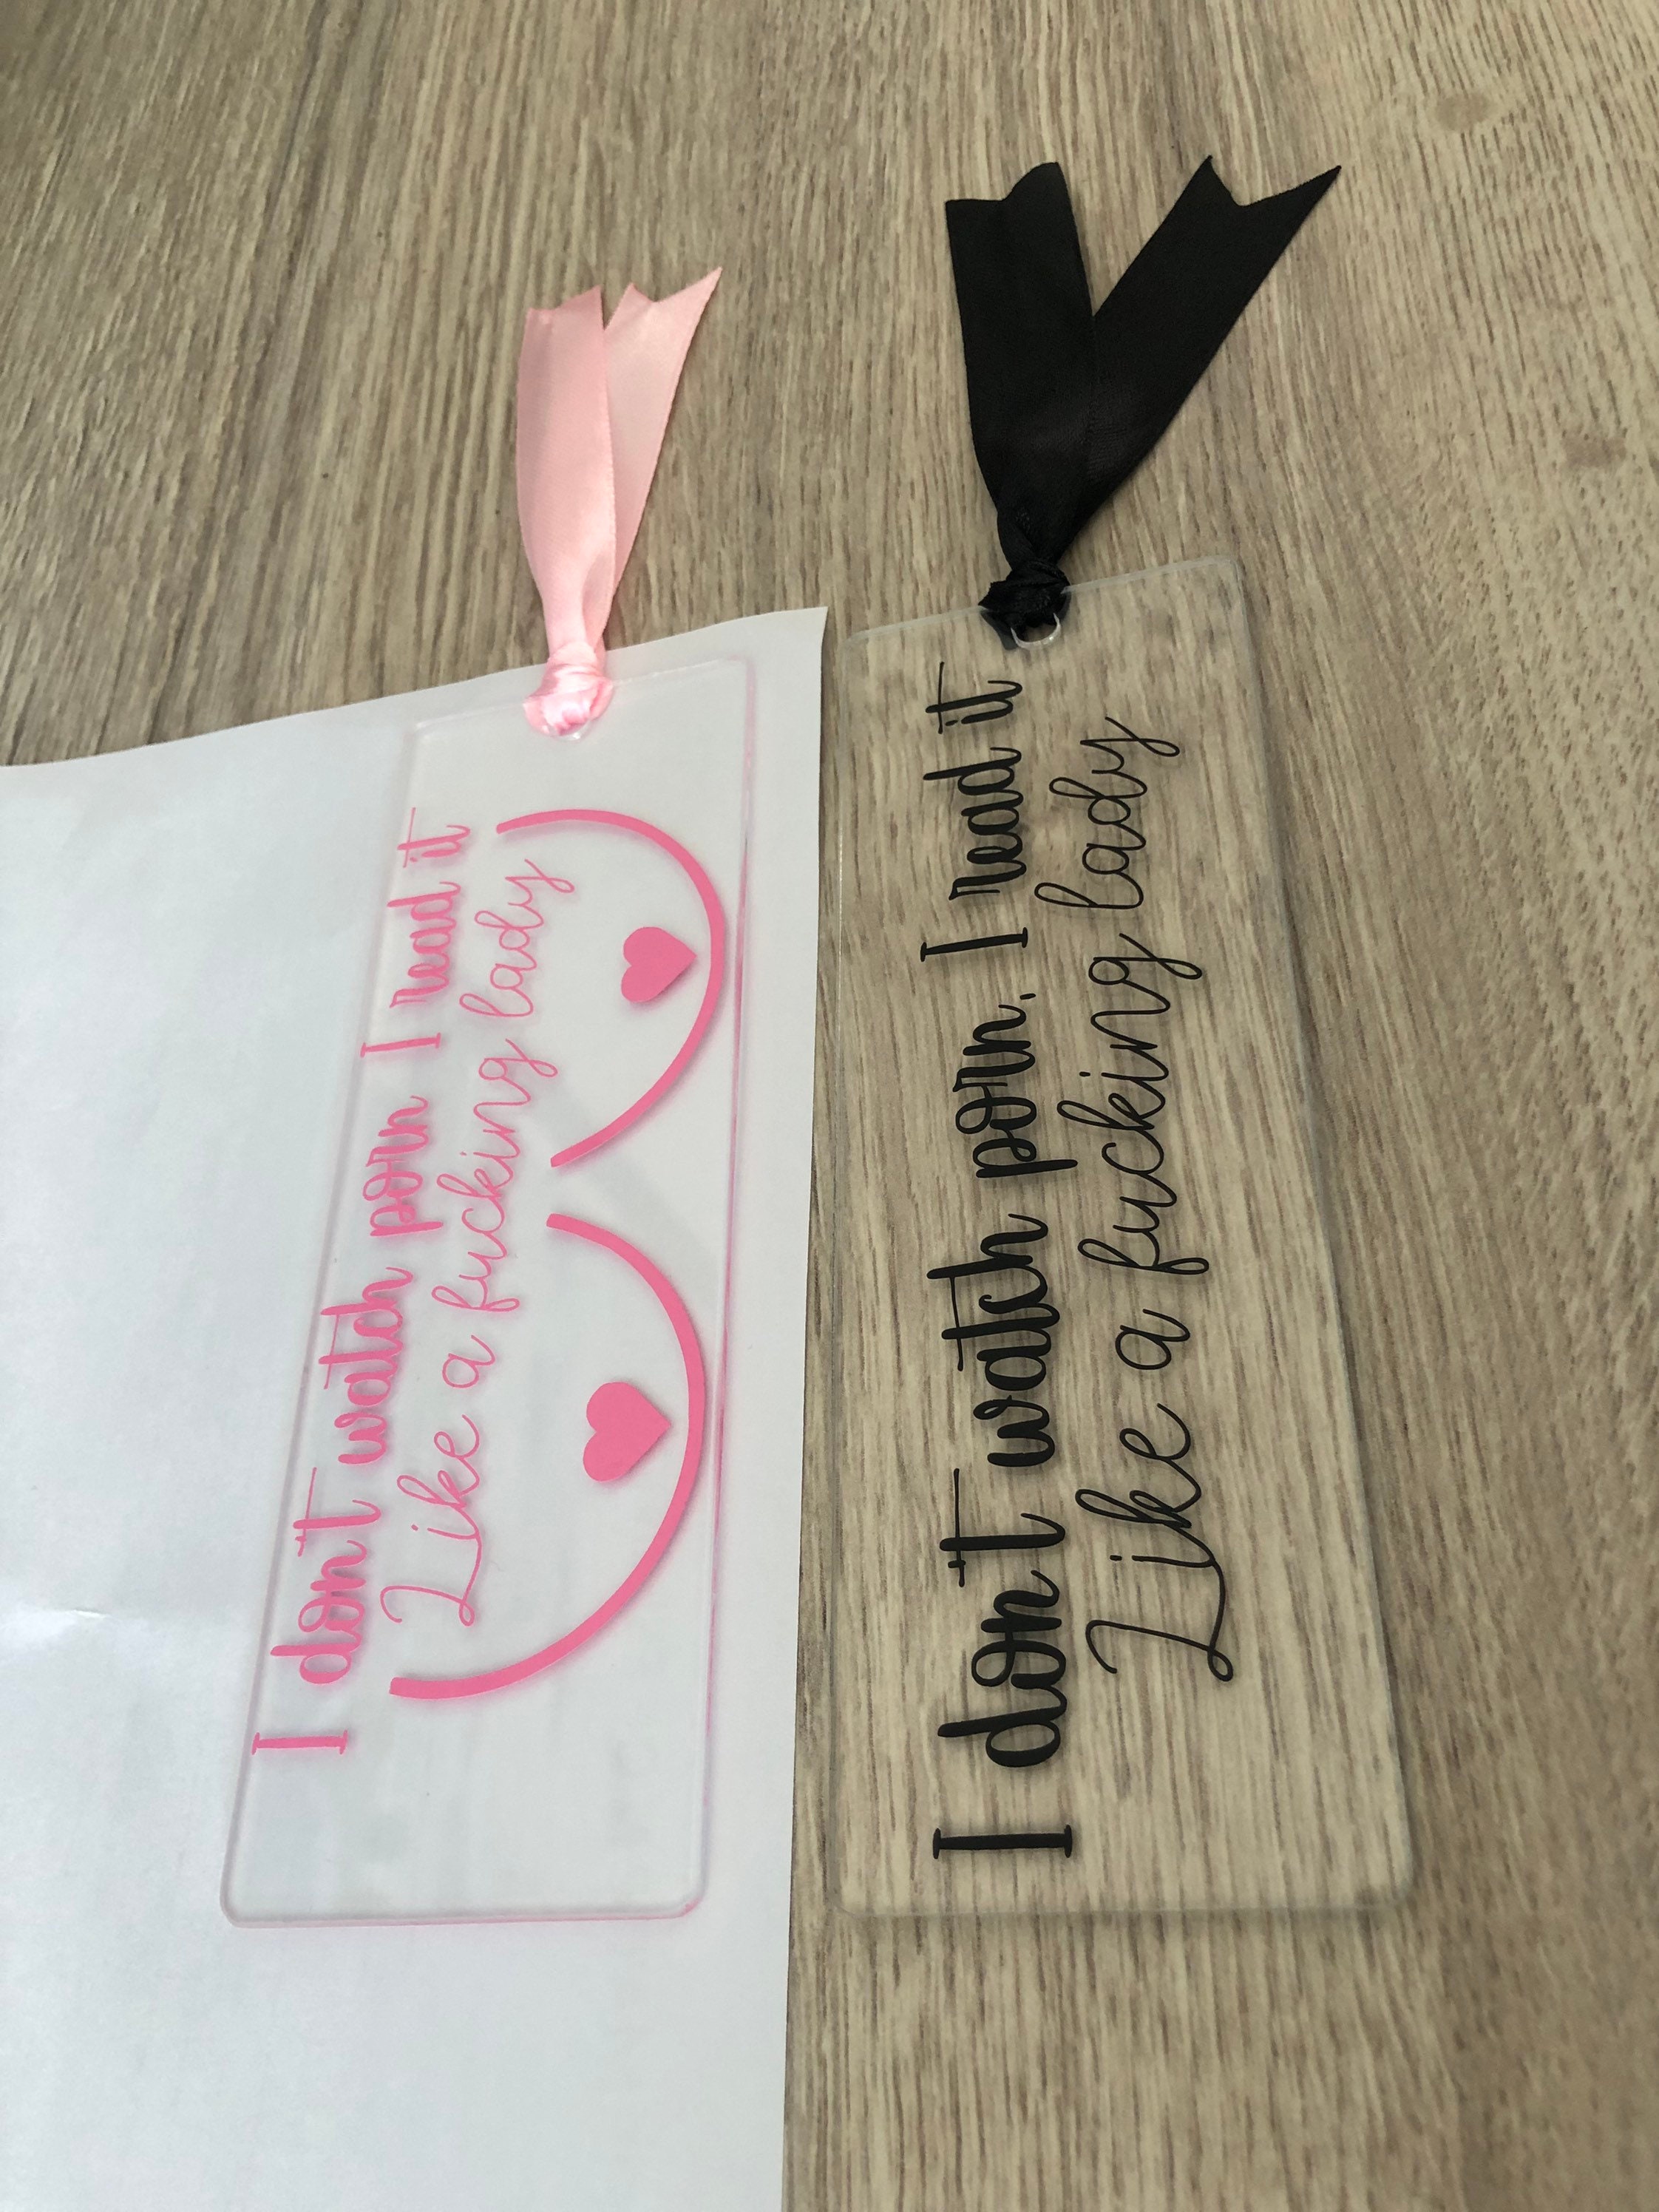 I don't watch porn I read it
Like a fucking lady
I don't watch porn, I read it
Like a fucking lady